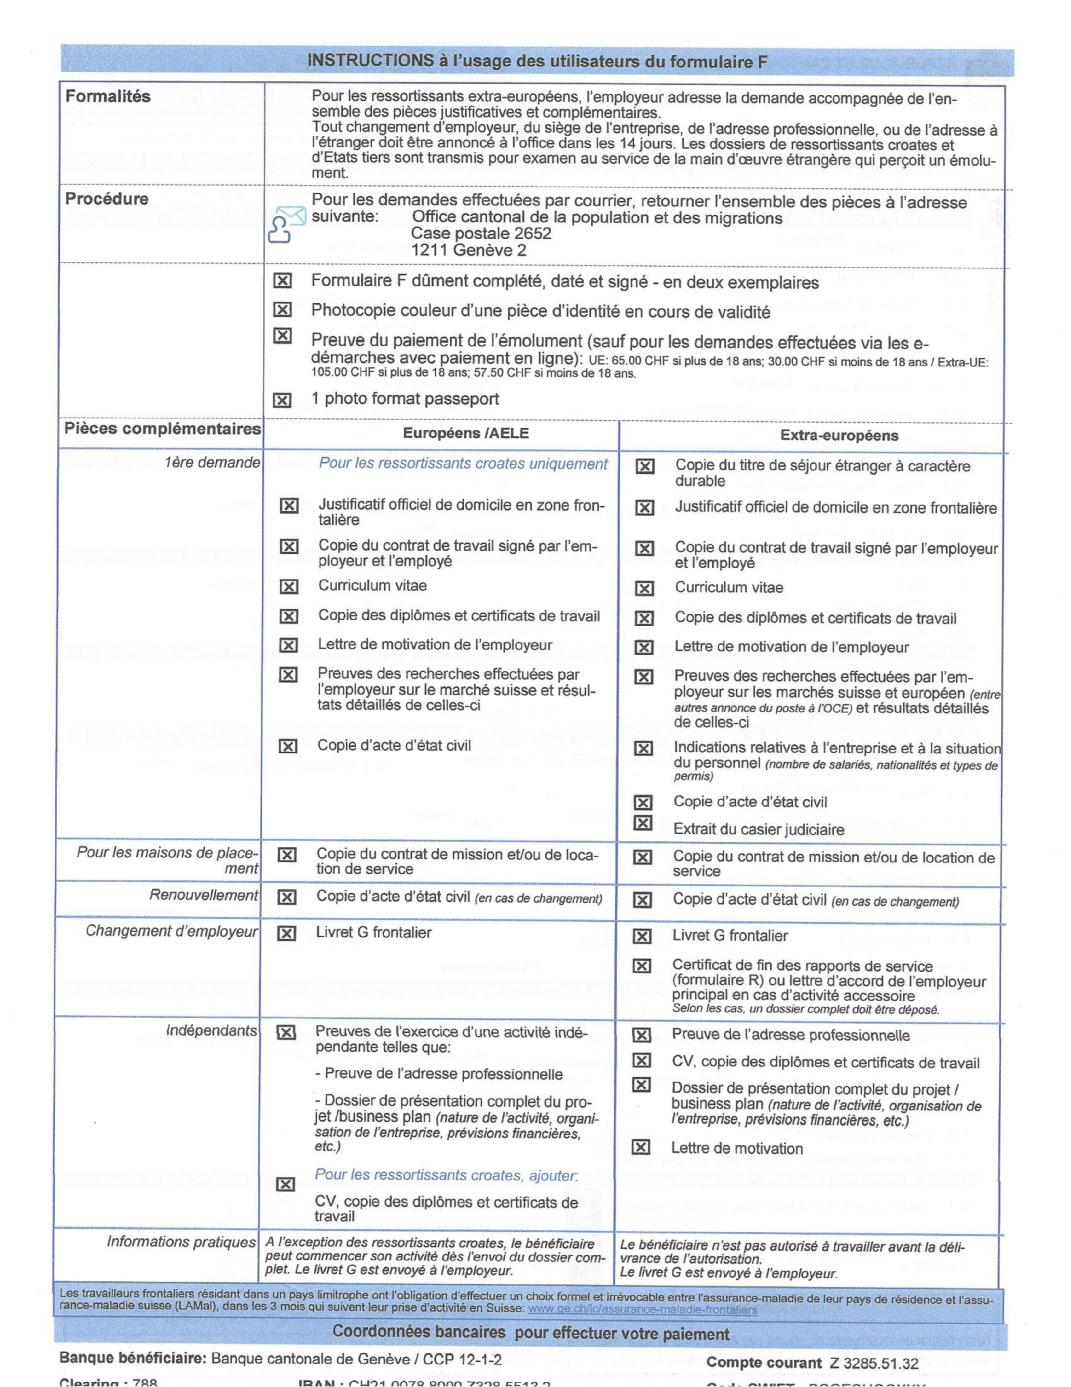 INSTRUCTIONS à l'usage des utilisateurs du formulaire F
Formalités
Pour les ressortissants extra-européens, l'employeur adresse la demande accompagnée de l'en-
semble des pièces justificatives et complémentaires.
Tout changement d'employeur, du siège de l'entreprise, de l'adresse professionnelle, ou de l'adresse à
l'étranger doit être annoncé à l'office dans les 14 jours. Les dossiers de ressortissants croates et
d'Etats tiers sont transmis pour examen au service de la main d'œuvre étrangère qui perçoit un émolu-
ment.
Procédure
Pour les demandes effectuées par courrier, retourner l'ensemble des pièces à l'adresse
suivante: Office cantonal de la population et des migrations
Case postale 2652
1211 Genève 2
Formulaire F dûment complété, daté et signé - en deux exemplaires
Photocopie couleur d'une pièce d'identité en cours de validité
Preuve du paiement de l'émolument (sauf pour les demandes effectuées via les e-
démarches avec paiement en ligne): UE: 65.00 CHF si plus de 18 ans; 30.00 CHF si moins de 18 ans / Extra-UE:
105.00 CHF si plus de 18 ans; 57.50 CHF si moins de 18 ans.
1 photo format passeport
Pièces complémentaires
Européens /AELE
Extra-européens
1ère demande
Pour les ressortissants croates uniquement
Justificatif officiel de domicile en zone fron-
talière
Copie du contrat de travail signé par l'em-
ployeur et l'employé
Curriculum vitae
Copie des diplômes et certificats de travail
Lettre de motivation de l'employeur
Preuves des recherches effectuées par
l'employeur sur le marché suisse et résul-
tats détaillés de celles-ci
Copie d'acte d'état civil
Copie du titre de séjour étranger à caractère
durable
Justificatif officiel de domicile en zone frontalière
Copie du contrat de travail signé par l'employeur
et l'employé
Curriculum vitae
Copie des diplômes et certificats de travail
Lettre de motivation de l'employeur
Preuves des recherches effectuées par l'em-
ployeur sur les marchés suisse et européen (entre
autres annonce du poste à l'OCE) et résultats détaillés
de celles-ci
Indications relatives à l'entreprise et à la situation
du personnel (nombre de salariés, nationalités et types de
permis)
Copie d'acte d'état civil
Extrait du casier judiciaire
Pour les maisons de place-
ment
Copie du contrat de mission et/ou de loca-
tion de service
Copie du contrat de mission et/ou de location de
service
Renouvellement
Copie d'acte d'état civil (en cas de changement)
Copie d'acte d'état civil (en cas de changement)
Changement d'employeur
Livret G frontalier
Livret G frontalier
Certificat de fin des rapports de service
(formulaire R) ou lettre d'accord de l'employeur
principal en cas d'activité accessoire
Selon les cas, un dossier complet doit être déposé.
Indépendants
Preuves de l'exercice d'une activité indé-
pendante telles que:
- Preuve de l'adresse professionnelle
- Dossier de présentation complet du pro-
jet /business plan (nature de l'activité, organi-
sation de l'entreprise, prévisions financières,
etc.)
Pour les ressortissants croates, ajouter:
CV, copie des diplômes et certificats de
travail
Preuve de l'adresse professionnelle
CV, copie des diplômes et certificats de travail
Dossier de présentation complet du projet /
business plan (nature de l'activité, organisation de
l'entreprise, prévisions financières, etc.)
Lettre de motivation
Informations pratiques
A l'exception des ressortissants croates, le bénéficiaire
peut commencer son activité dès l'envoi du dossier com-
plet. Le livret G est envoyé à l'employeur.
Le bénéficiaire n'est pas autorisé à travailler avant la déli-
vrance de l'autorisation.
Le livret G est envoyé à l'employeur.
Les travailleurs frontaliers résidant dans un pays limitrophe ont l'obligation d'effectuer un choix formel et irrévocable entre l'assurance-maladie de leur pays de résidence et l'assu-
rance-maladie suisse (LAMal), dans les 3 mois qui suivent leur prise d'activité en Suisse: www.ge.ch/lc/assurance-maladie-frontaliers
Coordonnées bancaires pour effectuer votre paiement
Banque bénéficiaire: Banque cantonale de Genève / CCP 12-1-2
Compte courant Z 3285.51.32
Clearing : 788